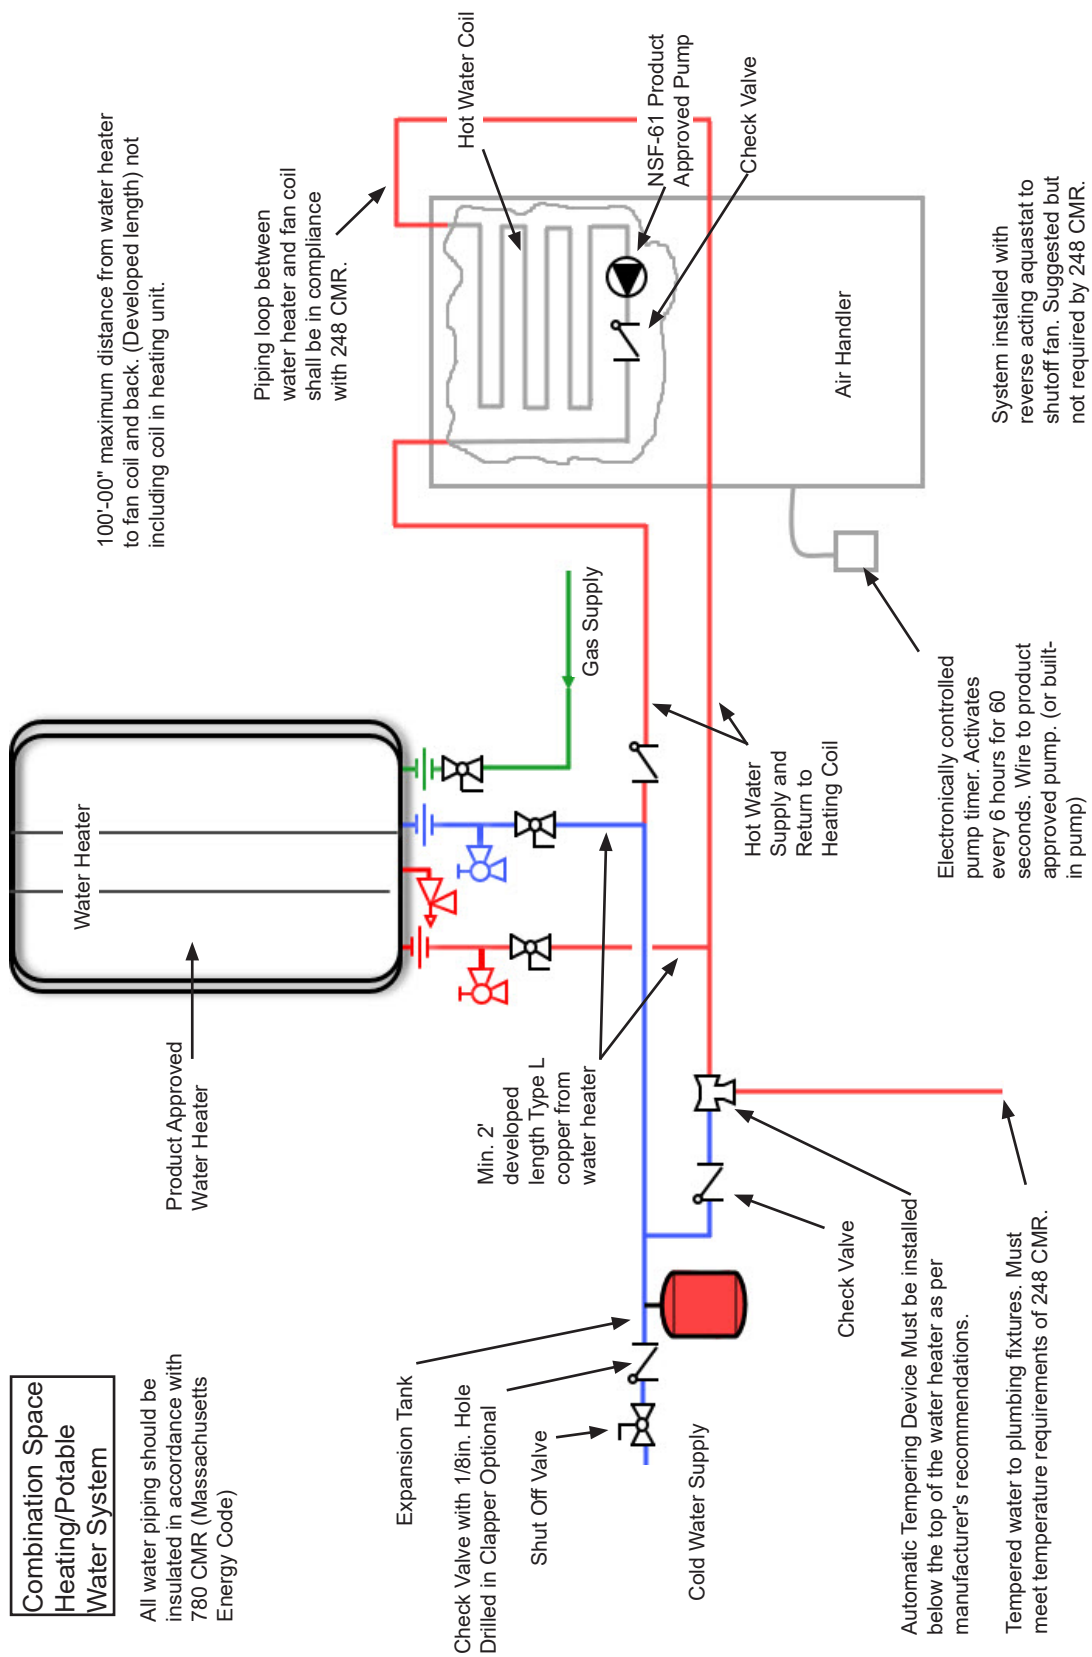 Combination Space
Heating/Potable
Water System
All water piping should be
insulated in accordance with
780 CMR (Massachusetts
Energy Code)
Product Approved
Water Heater
Water Heater
100'-00" maximum distance from water heater
to fan coil and back. (Developed length) not
including coil in heating unit.
Piping loop between
water heater and fan coil
shall be in compliance
with 248 CMR.
Hot Water Coil
NSF-61 Product
Approved Pump
Check Valve
Gas Supply
Min. 2'
developed
length Type L
copper from
water heater
Expansion Tank
Check Valve with 1/8in. Hole
Drilled in Clapper Optional
Shut Off Valve
Cold Water Supply
Hot Water
Supply and
Return to
Heating Coil
Air Handler
Check Valve
Automatic Tempering Device Must be installed
below the top of the water heater as per
manufacturer's recommendations.
Tempered water to plumbing fixtures. Must
meet temperature requirements of 248 CMR.
Electronically controlled
pump timer. Activates
every 6 hours for 60
seconds. Wire to product
approved pump. (or built-
in pump)
System installed with
reverse acting aquastat to
shutoff fan. Suggested but
not required by 248 CMR.